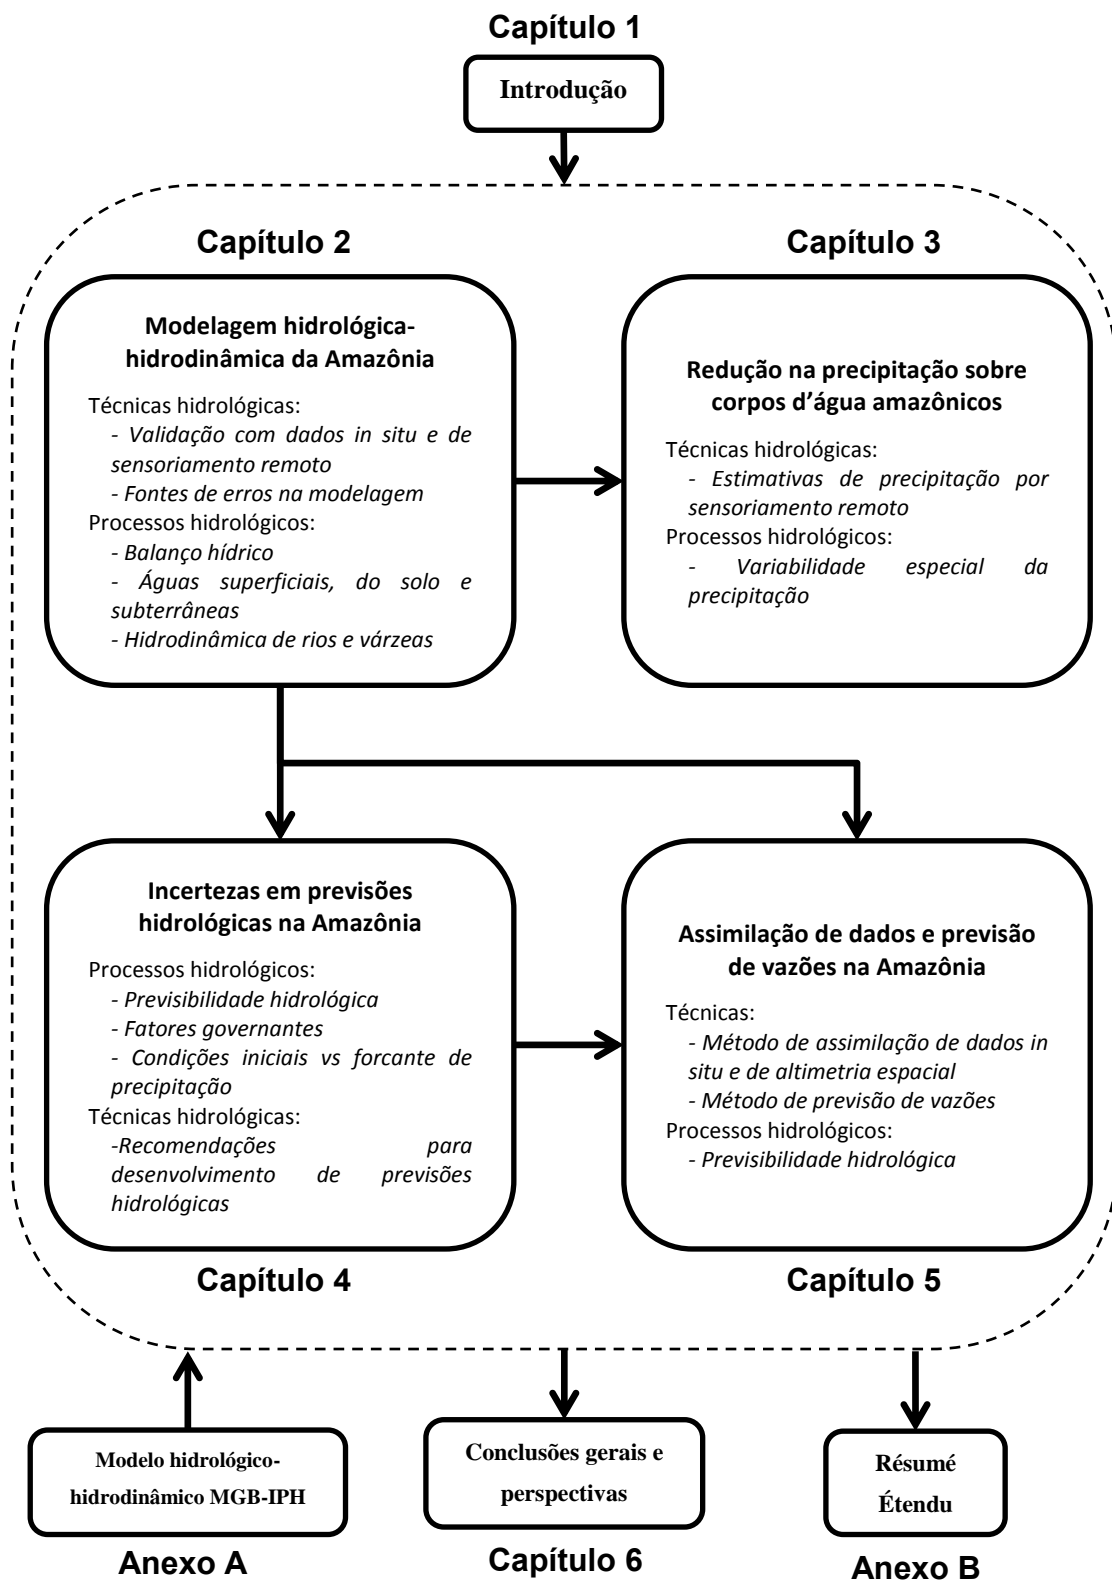 Capítulo 1
Introdução
Capítulo 2
Modelagem hidrológica-
hidrodinâmica da Amazônia
Técnicas hidrológicas:
- Validação com dados in situ e de
sensoriamento remoto
- Fontes de erros na modelagem
Processos hidrológicos:
- Balanço hídrico
- Águas superficiais, do solo e
subterrâneas
- Hidrodinâmica de rios e várzeas
Capítulo 3
Redução na precipitação sobre
corpos d’água amazônicos
Técnicas hidrológicas:
- Estimativas de precipitação por
sensoriamento remoto
Processos hidrológicos:
- Variabilidade especial da
precipitação
Incertezas em previsões
hidrológicas na Amazônia
Processos hidrológicos:
- Previsibilidade hidrológica
- Fatores governantes
- Condições iniciais vs forcante de
precipitação
Técnicas hidrológicas:
-Recomendações para
desenvolvimento de previsões
hidrológicas
Capítulo 4
Assimilação de dados e previsão
de vazões na Amazônia
Técnicas:
- Método de assimilação de dados in
situ e de altimetria espacial
- Método de previsão de vazões
Processos hidrológicos:
- Previsibilidade hidrológica
Capítulo 5
Modelo hidrológico-
hidrodinâmico MGB-IPH
Anexo A
Conclusões gerais e
perspectivas
Capítulo 6
Résumé
Étendu
Anexo B